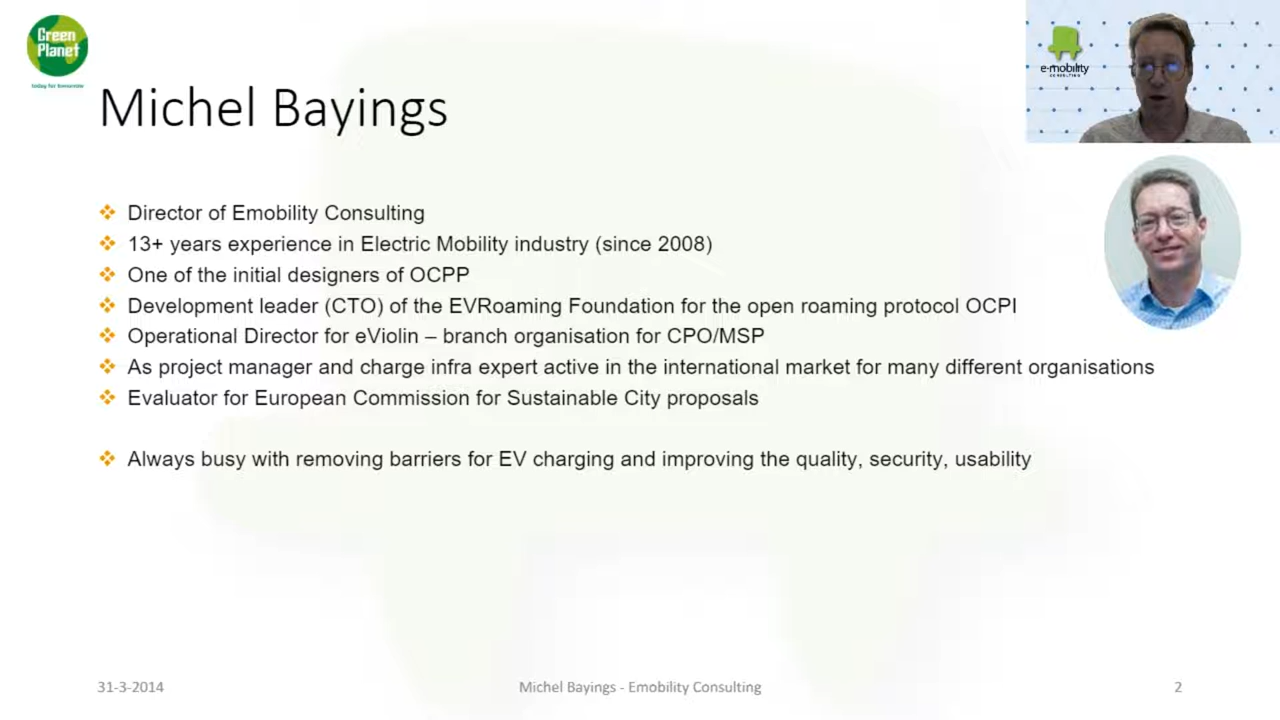 Green
Planet
today for tomorrow
e-mobility
CONSULTING
Michel Bayings
Director of Emobility Consulting
13+ years experience in Electric Mobility industry (since 2008)
One of the initial designers of OCPP
Development leader (CTO) of the EVRoaming Foundation for the open roaming protocol OCPI
Operational Director for eViolin – branch organisation for CPO/MSP
As project manager and charge infra expert active in the international market for many different organisations
Evaluator for European Commission for Sustainable City proposals
Always busy with removing barriers for EV charging and improving the quality, security, usability
31-3-2014
Michel Bayings - Emobility Consulting
2